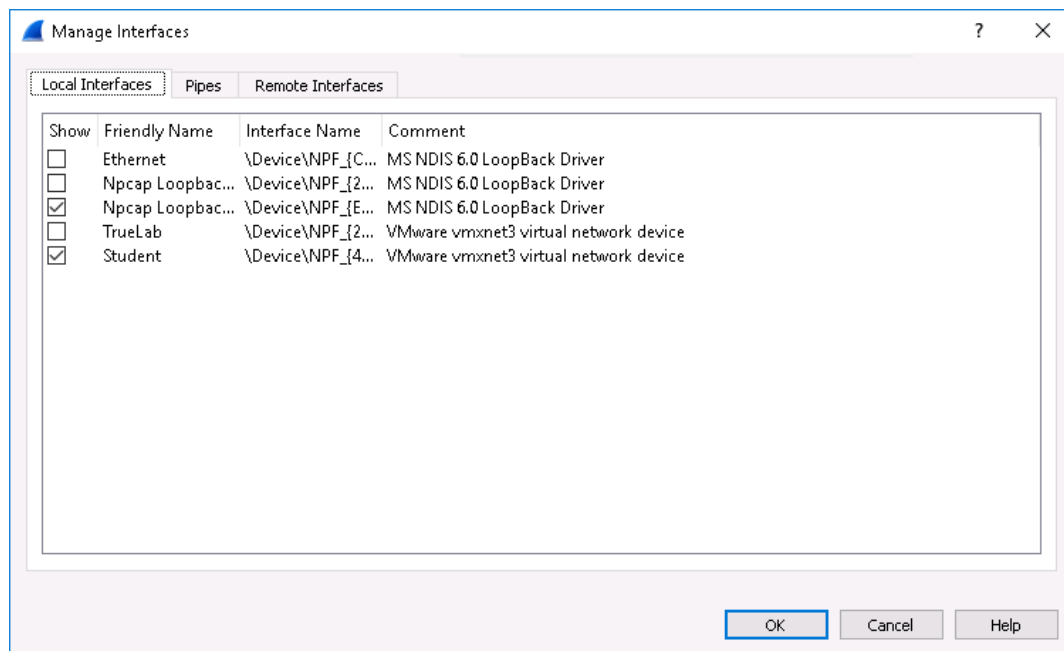 Manage Interfaces ?
Local Interfaces Pipes Remote Interfaces
Show Friendly Name Interface Name Comment
Ethernet \Device\NPF_{C... MS NDIS 6.0 LoopBack Driver
Npcap Loopbac... \Device\NPF_{2... MS NDIS 6.0 LoopBack Driver
Npcap Loopbac... \Device\NPF_{E... MS NDIS 6.0 LoopBack Driver
TrueLab \Device\NPF_{2... VMware vmxnet3 virtual network device
Student \Device\NPF_{4... VMware vmxnet3 virtual network device
OK Cancel Help